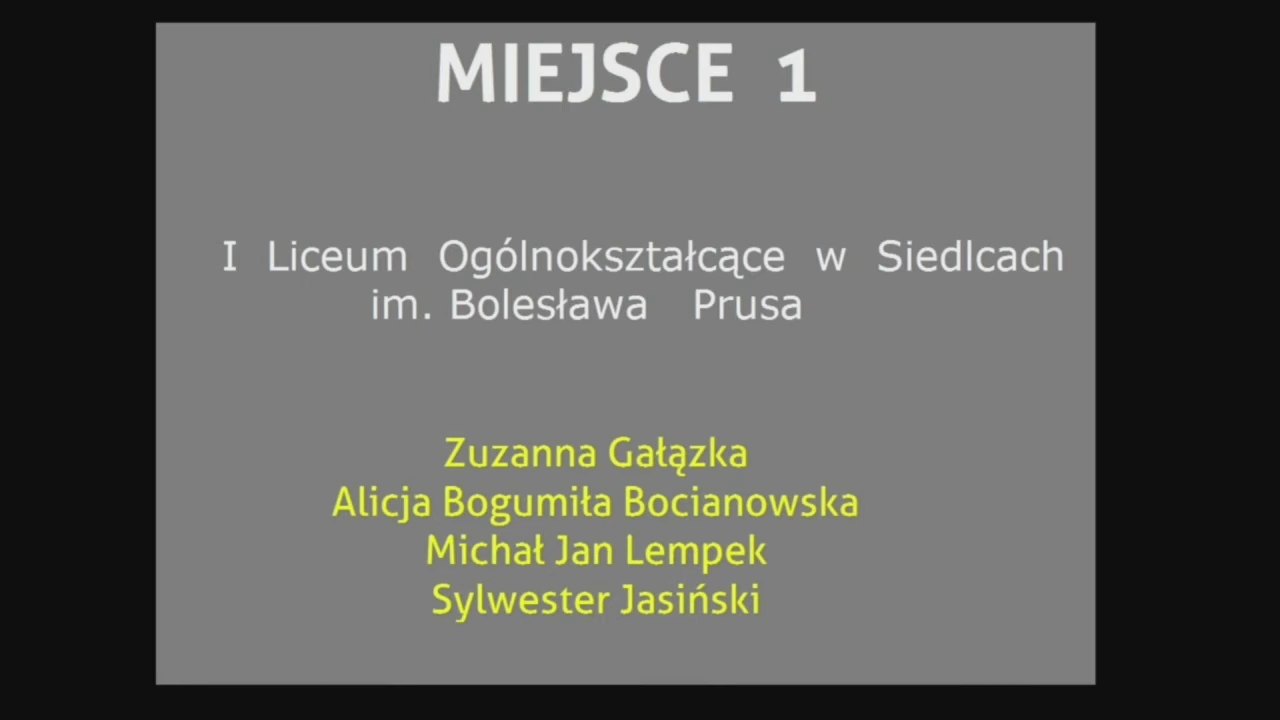 MIEJSCE 1
I Liceum Ogólnokształcące w Siedlcach
im. Bolesława Prusa
Zuzanna Gałązka
Alicja Bogumiła Bocianowska
Michał Jan Lempek
Sylwester Jasiński